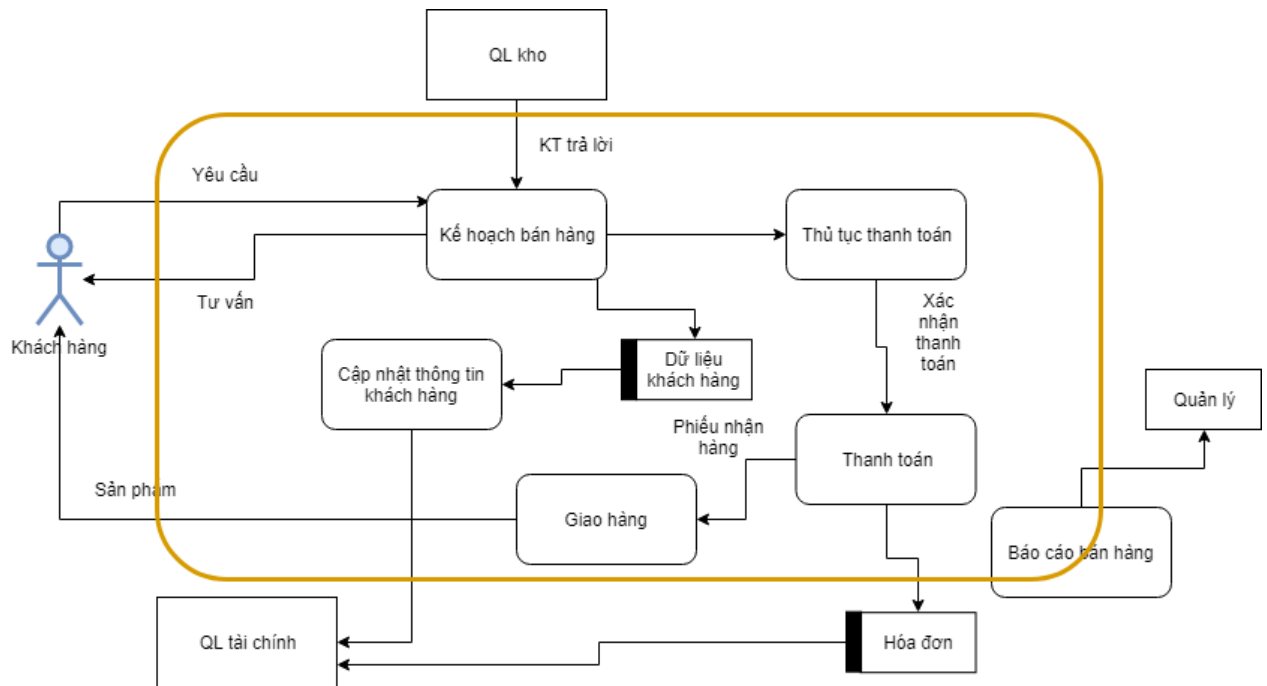 QL kho
KT trả lời
Yêu cầu
Kế hoạch bán hàng
Thủ tục thanh toán
Tư vấn
Xác
nhận
thanh
toán
Khách hàng
Cập nhật thông tin
khách hàng
Dữ liệu
khách hàng
Quản lý
Phiếu nhận
hàng
Thanh toán
Sản phẩm
Giao hàng
Báo cáo bán hàng
QL tài chính
Hóa đơn